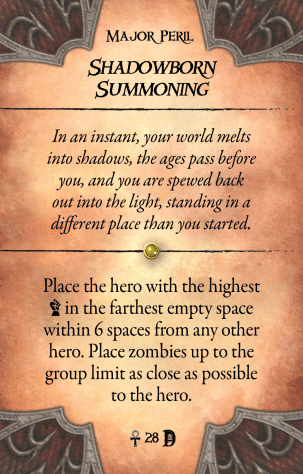 Major Peril
Shadowborn
Summoning
In an instant, your world melts
into shadows, the ages pass before
you, and you are spewed back
out into the light, standing in a
different place than you started.
Place the hero with the highest
in the farthest empty space
within 6 spaces from any other
hero. Place zombies up to the
group limit as close as possible
to the hero.
☥ 28 D